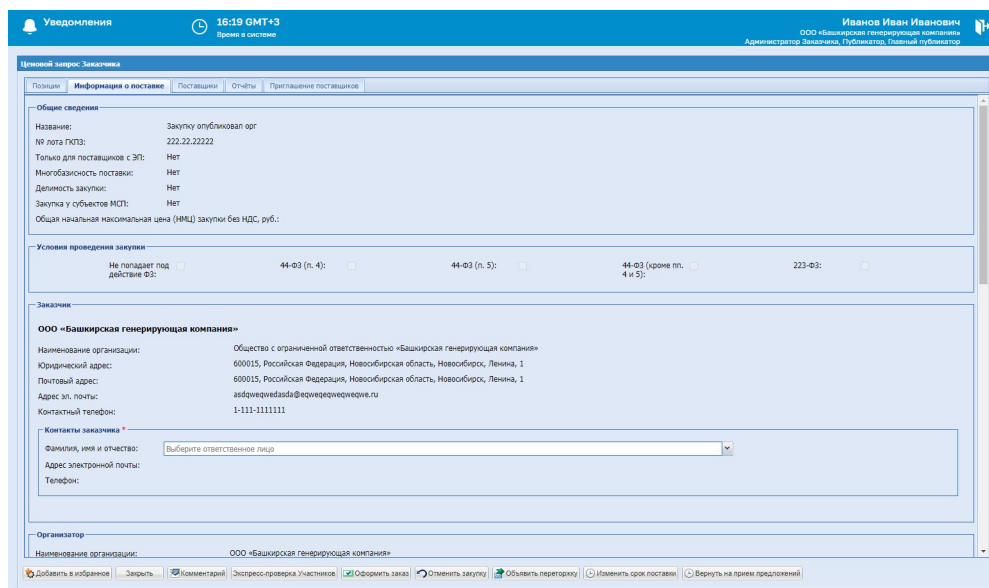 Уведомления
16:19 GMT+3
Время в системе
Иванов Иван Иванович
ООО «Башкирская генерирующая компания»
Администратор Заказчика, Публикатор, Главный публикатор
Ценовой запрос Заказчика
Позиции Информация о поставке Поставщики Отчёты Приглашение поставщиков
Общие сведения
Название: Закупку опубликовал орг
№ лота ГКПЗ: 222.22.22222
Только для поставщиков с ЭП: Нет
Многобазисность поставки: Нет
Делимость закупки: Нет
Закупка у субъектов МСП: Нет
Общая начальная максимальная цена (НМЦ) закупки без НДС, руб.:
Условия проведения закупки
Не попадает под действие ФЗ: 44-ФЗ (п. 4): 44-ФЗ (п. 5): 44-ФЗ (кроме пп. 4 и 5): 223-ФЗ:
Заказчик
ООО «Башкирская генерирующая компания»
Наименование организации: Общество с ограниченной ответственностью «Башкирская генерирующая компания»
Юридический адрес: 600015, Российская Федерация, Новосибирская область, Новосибирск, Ленина, 1
Почтовый адрес: 600015, Российская Федерация, Новосибирская область, Новосибирск, Ленина, 1
Адрес эл. почты: asdqweqwedasda@eqweqeqweqweqwe.ru
Контактный телефон: 1-111-1111111
Контакты заказчика *
Фамилия, имя и отчество: Выберите ответственное лицо
Адрес электронной почты:
Телефон:
Организатор
Наименование организации: ООО «Башкирская генерирующая компания»
Добавить в избранное Закрыть Комментарий Экспресс-проверка Участников Оформить заказ Отменить закупку Объявить переторжку Изменить срок поставки Вернуть на прием предложений